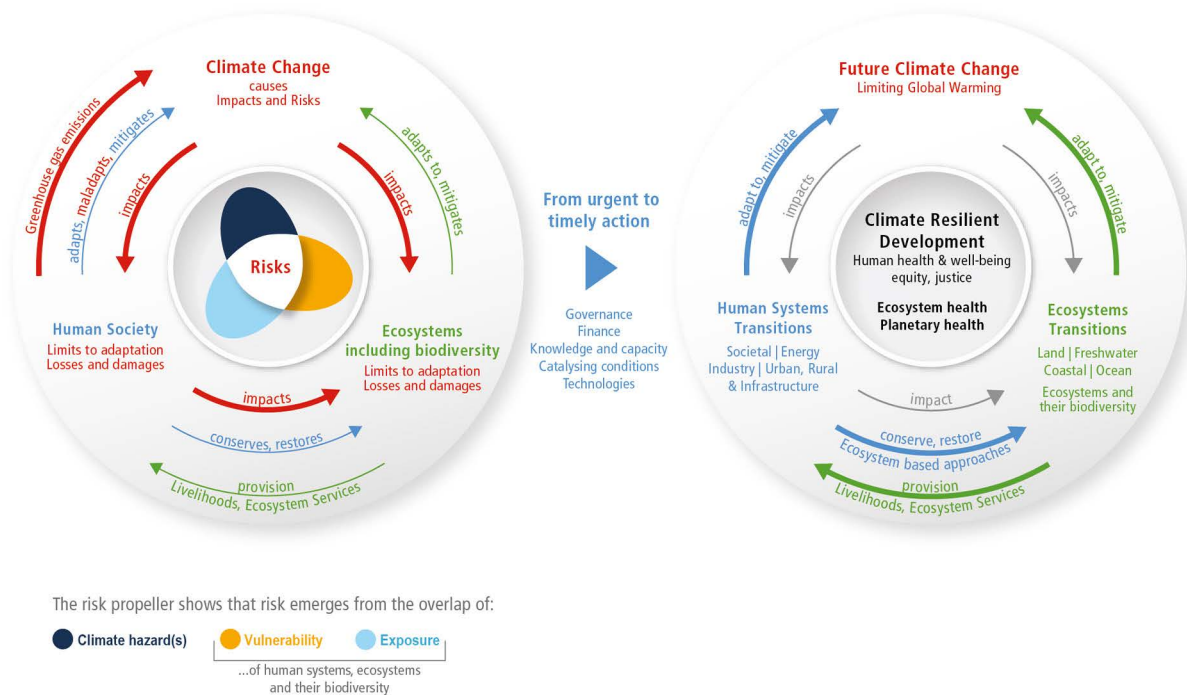 Climate Change
causes
Impacts and Risks
Greenhouse gas emissions
adapts, maladapts, mitigates
impacts
impacts
adapts to, mitigates
Risks
Human Society
Limits to adaptation
Losses and damages
Ecosystems
including biodiversity
Limits to adaptation
Losses and damages
impacts
conserves, restores
provision
Livelihoods, Ecosystem Services
From urgent to
timely action
Governance
Finance
Knowledge and capacity
Catalysing conditions
Technologies
Future Climate Change
Limiting Global Warming
adapt to, mitigate
impacts
impacts
adapt to, mitigate
Climate Resilient
Development
Human health & well-being
equity, justice
Ecosystem health
Planetary health
Human Systems
Transitions
Societal | Energy
Industry | Urban, Rural
& Infrastructure
Ecosystems
Transitions
Land | Freshwater
Coastal | Ocean
Ecosystems and
their biodiversity
impact
conserve, restore
Ecosystem based approaches
provision
Livelihoods, Ecosystem Services
The risk propeller shows that risk emerges from the overlap of:
Climate hazard(s) Vulnerability Exposure
...of human systems, ecosystems
and their biodiversity